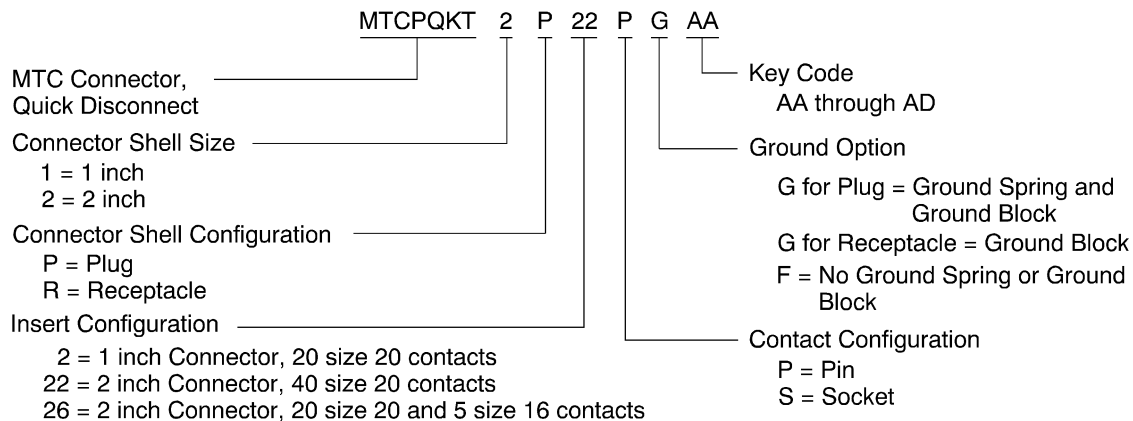 MTCPQKT 2 P 22 P G AA
MTC Connector,
Quick Disconnect
Connector Shell Size
1 = 1 inch
2 = 2 inch
Connector Shell Configuration
P = Plug
R = Receptacle
Insert Configuration
2 = 1 inch Connector, 20 size 20 contacts
22 = 2 inch Connector, 40 size 20 contacts
26 = 2 inch Connector, 20 size 20 and 5 size 16 contacts
Key Code
AA through AD
Ground Option
G for Plug = Ground Spring and
Ground Block
G for Receptacle = Ground Block
F = No Ground Spring or Ground
Block
Contact Configuration
P = Pin
S = Socket